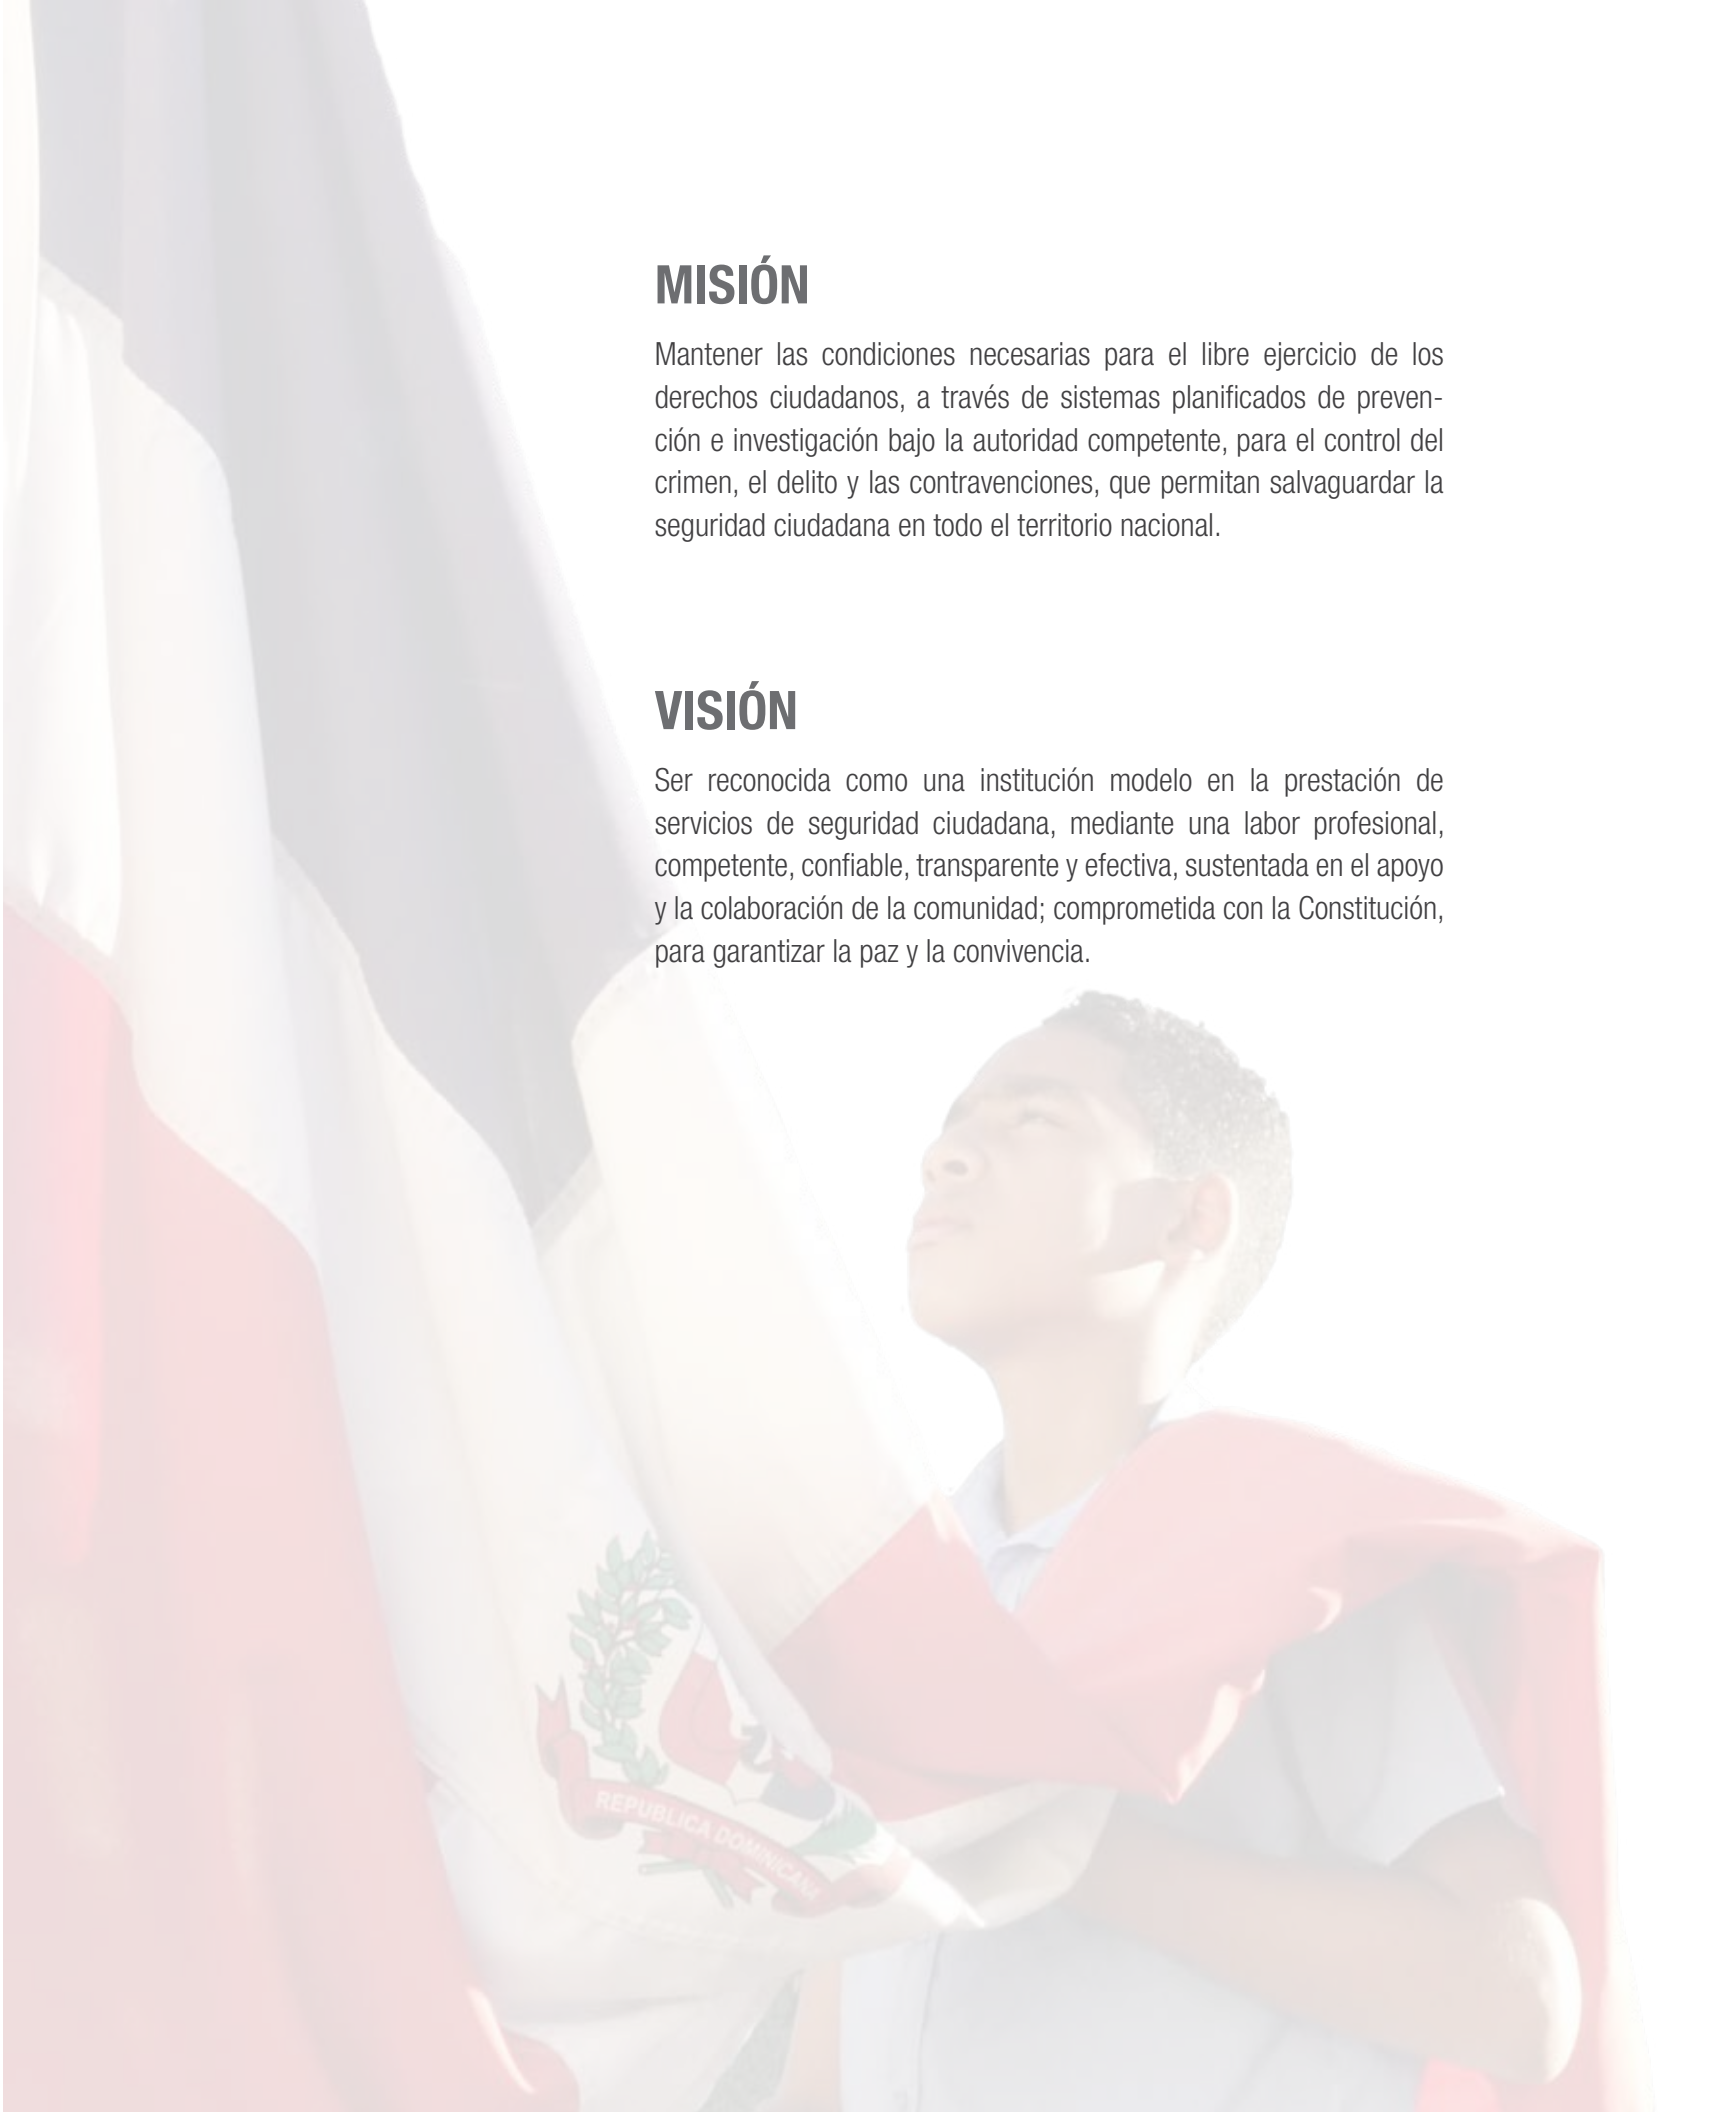 MISIÓN
Mantener las condiciones necesarias para el libre ejercicio de los
derechos ciudadanos, a través de sistemas planificados de preven-
ción e investigación bajo la autoridad competente, para el control del
crimen, el delito y las contravenciones, que permitan salvaguardar la
seguridad ciudadana en todo el territorio nacional.
VISIÓN
Ser reconocida como una institución modelo en la prestación de
servicios de seguridad ciudadana, mediante una labor profesional,
competente, confiable, transparente y efectiva, sustentada en el apoyo
y la colaboración de la comunidad; comprometida con la Constitución,
para garantizar la paz y la convivencia.
REPUBLICA DOMINICANA